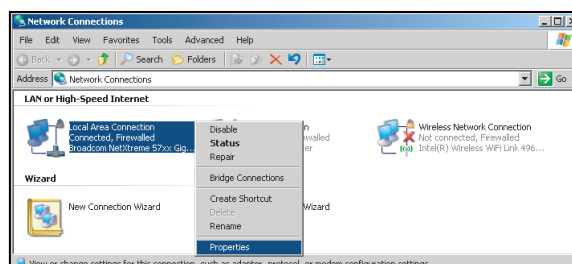 Network Connections
File Edit View Favorites Tools Advanced Help
Back Search Folders
Address Network Connections Go
LAN or High-Speed Internet
Local Area Connection
Connected, Firewalled
Broadcom NetXtreme 57xx Gig...
Wireless Network Connection
Not connected, Firewalled
Intel(R) Wireless WiFi Link 496...
Disable
Status
Repair
Bridge Connections
Create Shortcut
Delete
Rename
Properties
Wizard
New Connection Wizard
Wizard
View or change settings for this connection, such as adapter, protocol, or modem configuration settings.